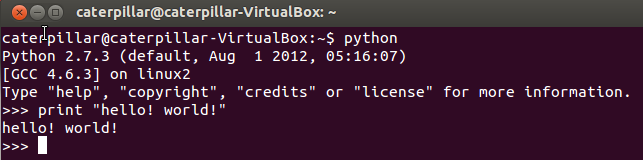 caterpillar@caterpillar-VirtualBox: ~
caterpillar@caterpillar-VirtualBox:~$ python
Python 2.7.3 (default, Aug  1 2012, 05:16:07)
[GCC 4.6.3] on linux2
Type "help", "copyright", "credits" or "license" for more information.
>>> print "hello! world!"
hello! world!
>>>